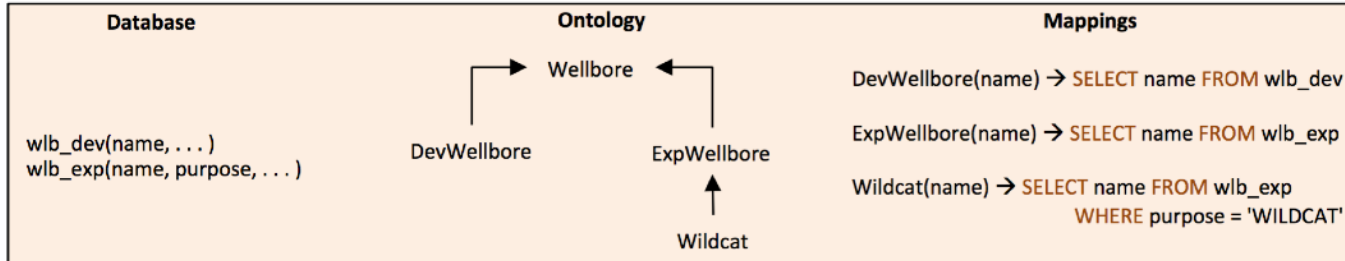 Database
wlb_dev(name, . . . )
wlb_exp(name, purpose, . . . )
Ontology
Wellbore
DevWellbore
ExpWellbore
Wildcat
Mappings
DevWellbore(name) → SELECT name FROM wlb_dev
ExpWellbore(name) → SELECT name FROM wlb_exp
Wildcat(name) → SELECT name FROM wlb_exp
WHERE purpose = 'WILDCAT'